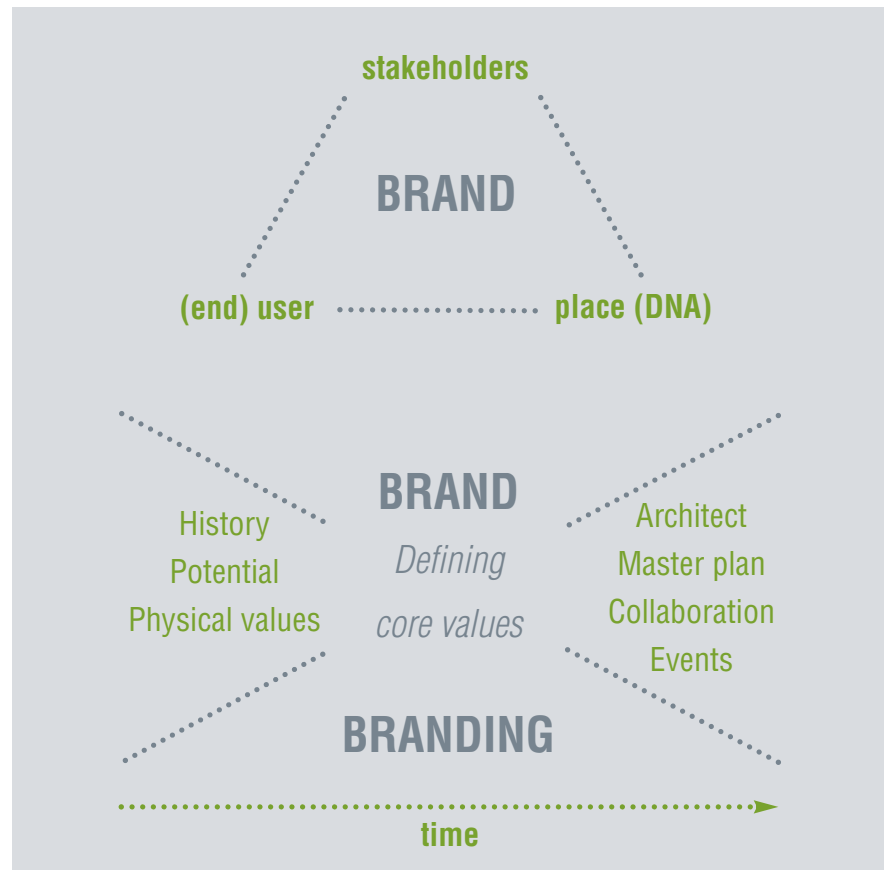 stakeholders
BRAND
(end) user
place (DNA)
BRAND
Defining
core values
History
Potential
Physical values
Architect
Master plan
Collaboration
Events
BRANDING
time